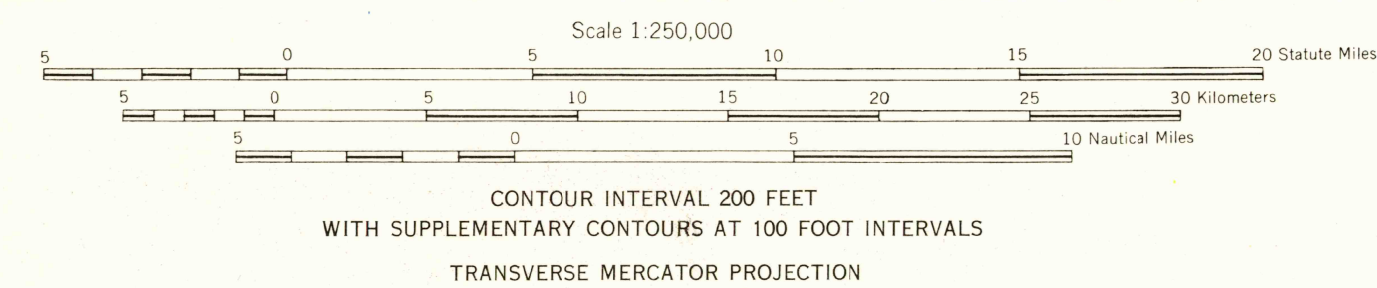 Scale 1:250,000
5 0 5 10 15 20 Statute Miles
5 0 5 10 15 20 25 30 Kilometers
5 0 5 10 Nautical Miles
CONTOUR INTERVAL 200 FEET
WITH SUPPLEMENTARY CONTOURS AT 100 FOOT INTERVALS
TRANSVERSE MERCATOR PROJECTION